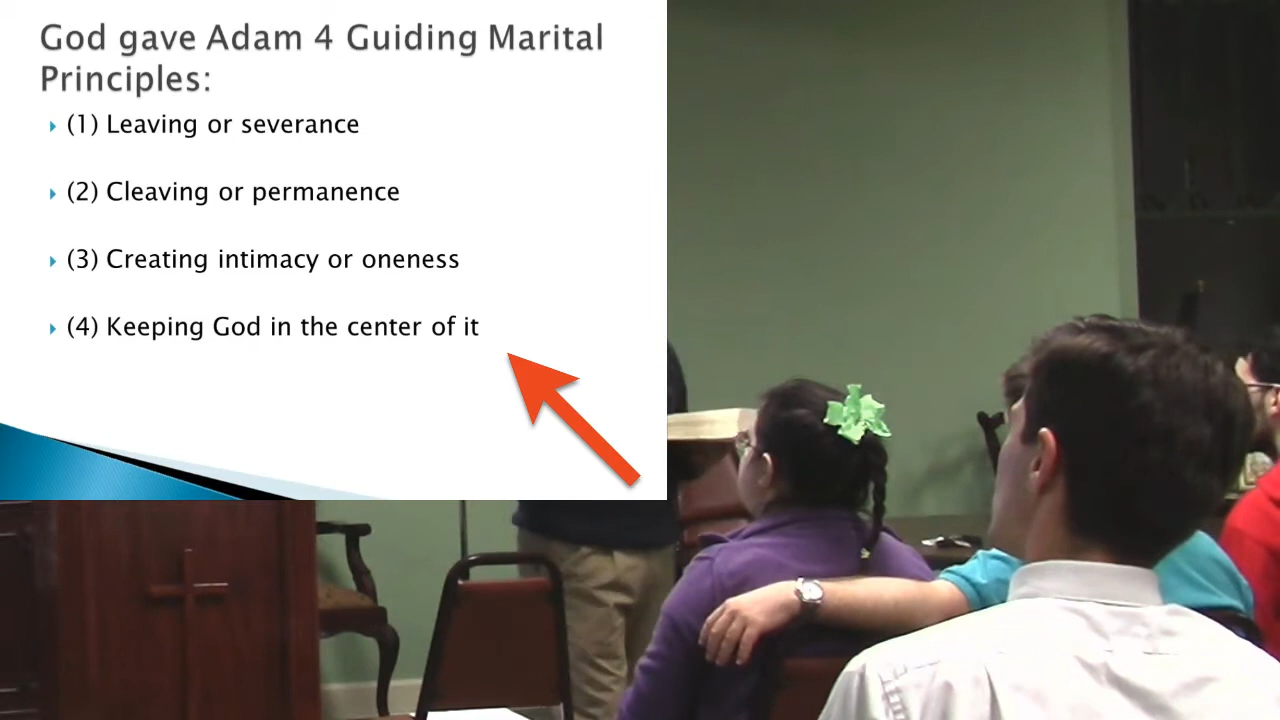 God gave Adam 4 Guiding Marital
Principles:
(1) Leaving or severance
(2) Cleaving or permanence
(3) Creating intimacy or oneness
(4) Keeping God in the center of it